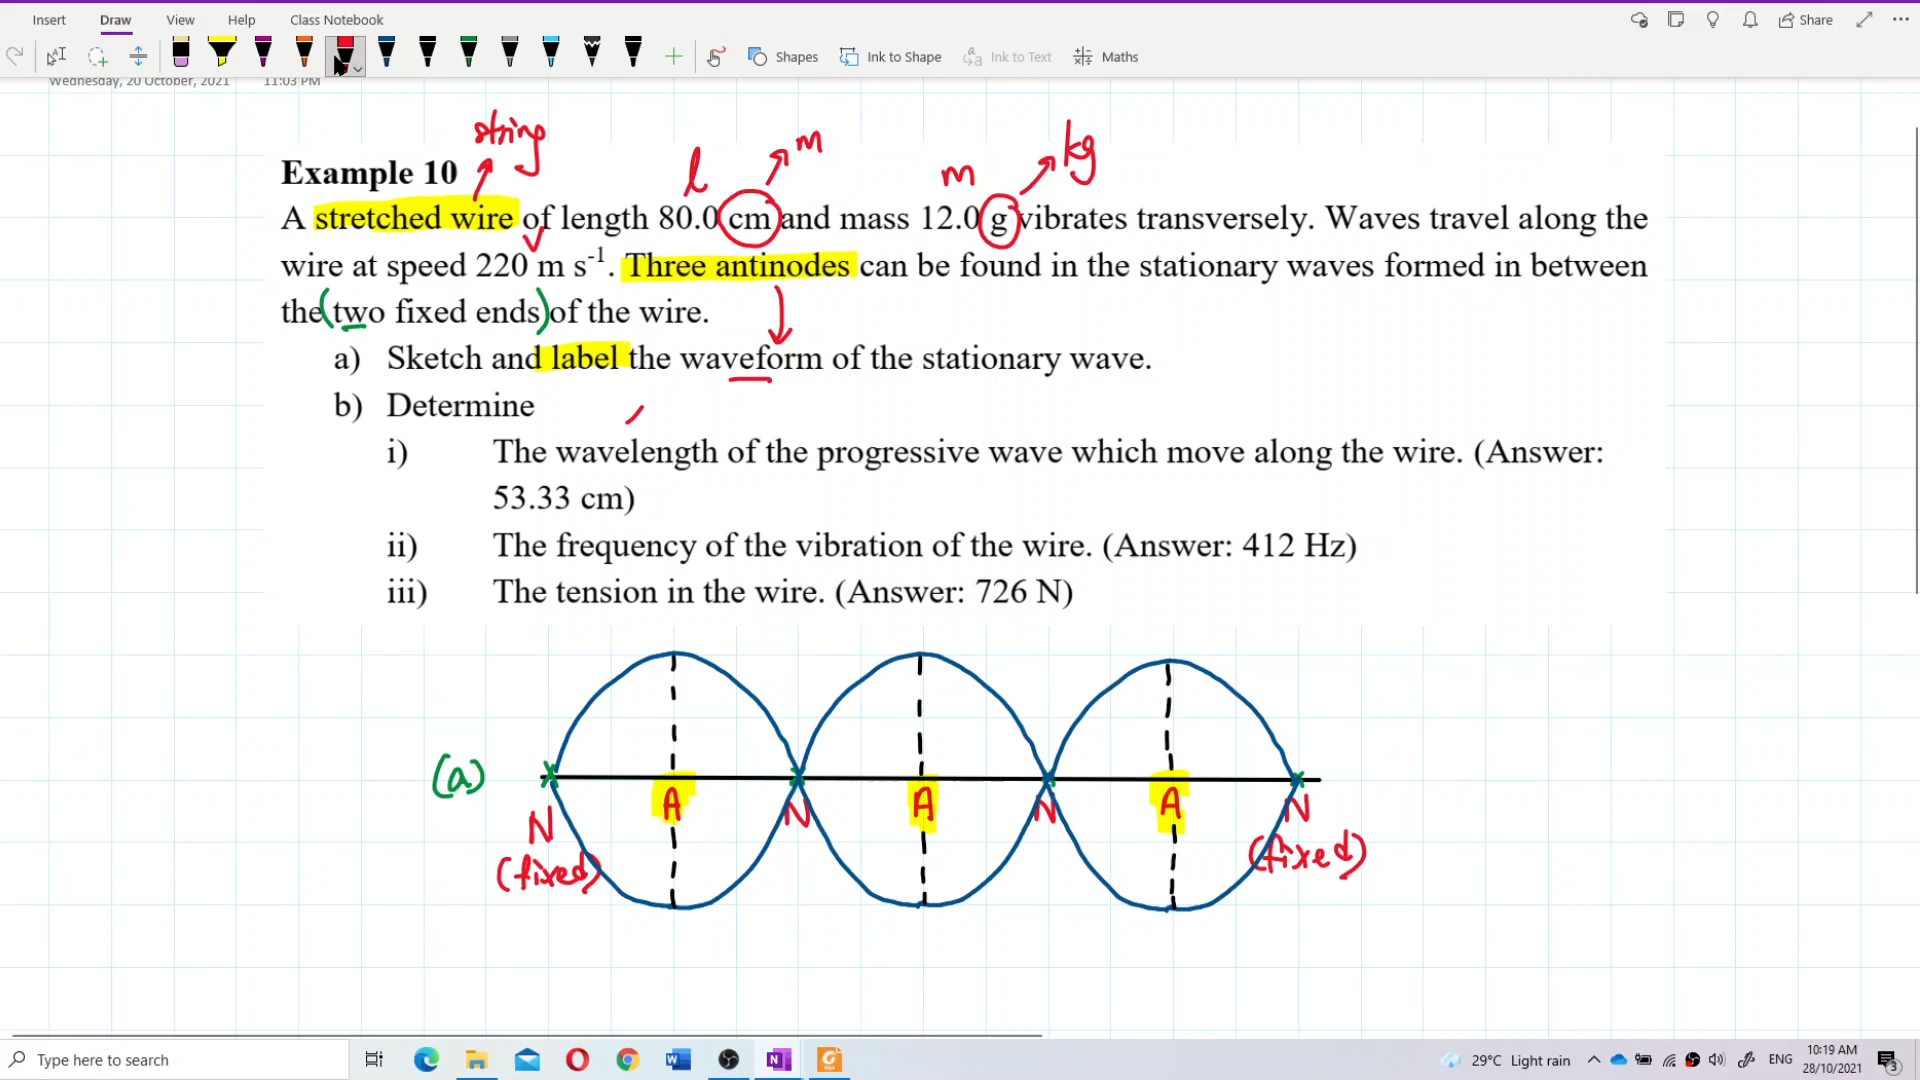 Insert Draw View Help Class Notebook Share
Shapes Ink to Shape Ink to Text Maths
Wednesday, 20 October, 2021 11:03 PM
string
l m m kg
Example 10
A stretched wire of length 80.0 cm and mass 12.0 g vibrates transversely. Waves travel along the
v
wire at speed 220 m s-1. Three antinodes can be found in the stationary waves formed in between
the (two fixed ends) of the wire.
a) Sketch and label the waveform of the stationary wave.
b) Determine
i) The wavelength of the progressive wave which move along the wire. (Answer:
53.33 cm)
ii) The frequency of the vibration of the wire. (Answer: 412 Hz)
iii) The tension in the wire. (Answer: 726 N)
(a)
N A N A N A N
(fixed) (fixed)
Type here to search
29°C Light rain ENG 10:19 AM
28/10/2021 3